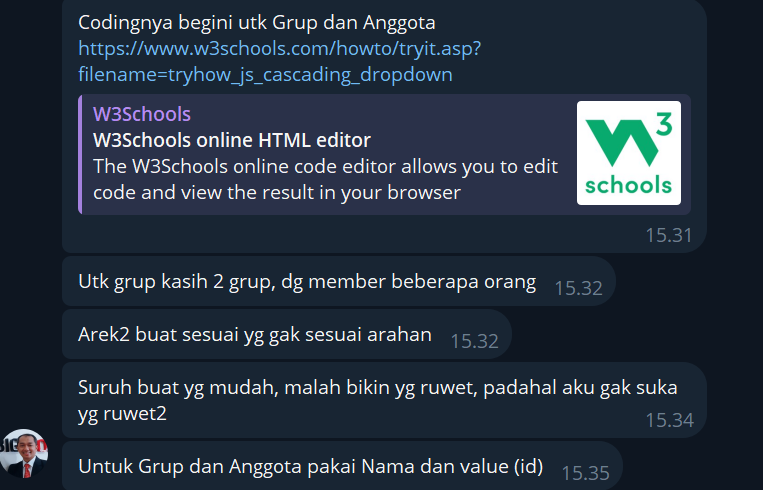 Codingnya begini utk Grup dan Anggota
https://www.w3schools.com/howto/tryit.asp?
filename=tryhow_js_cascading_dropdown
W3Schools
W3Schools online HTML editor
The W3Schools online code editor allows you to edit
code and view the result in your browser
W3
schools
15.31
Utk grup kasih 2 grup, dg member beberapa orang 15.32
Arek2 buat sesuai yg gak sesuai arahan 15.32
Suruh buat yg mudah, malah bikin yg ruwet, padahal aku gak suka
yg ruwet2 15.34
Untuk Grup dan Anggota pakai Nama dan value (id) 15.35